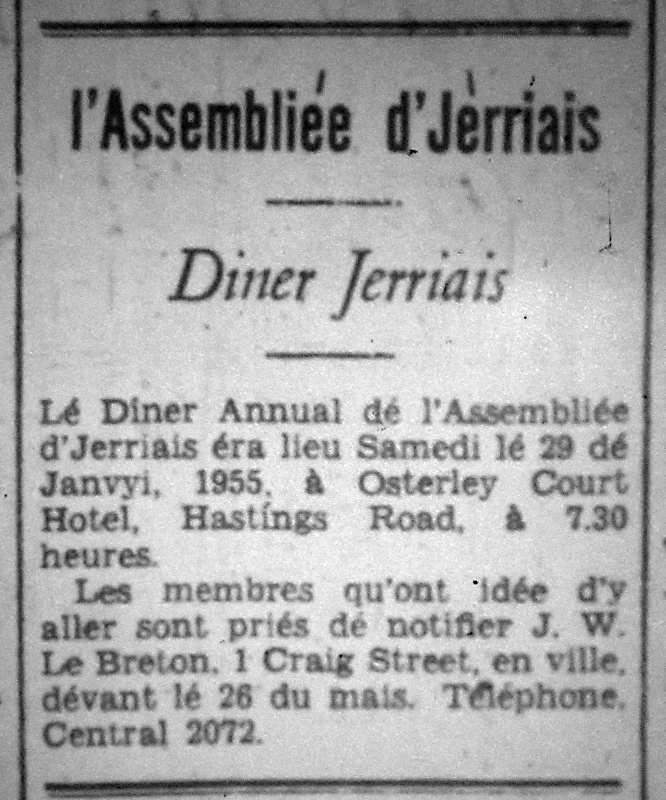 l'Assembliée d'Jèrriais
Diner Jerriais
Lé Diner Annual dé l'Assembliée
d'Jerriais éra lieu Samedi lé 29 dé
Janvyi, 1955, à Osterley Court
Hotel, Hastings Road, à 7.30
heures.
Les membres qu'ont idée d'y
aller sont priés dé notifier J. W.
Le Breton, 1 Craig Street, en ville,
dévant lé 26 du mais. Téléphone,
Central 2072.